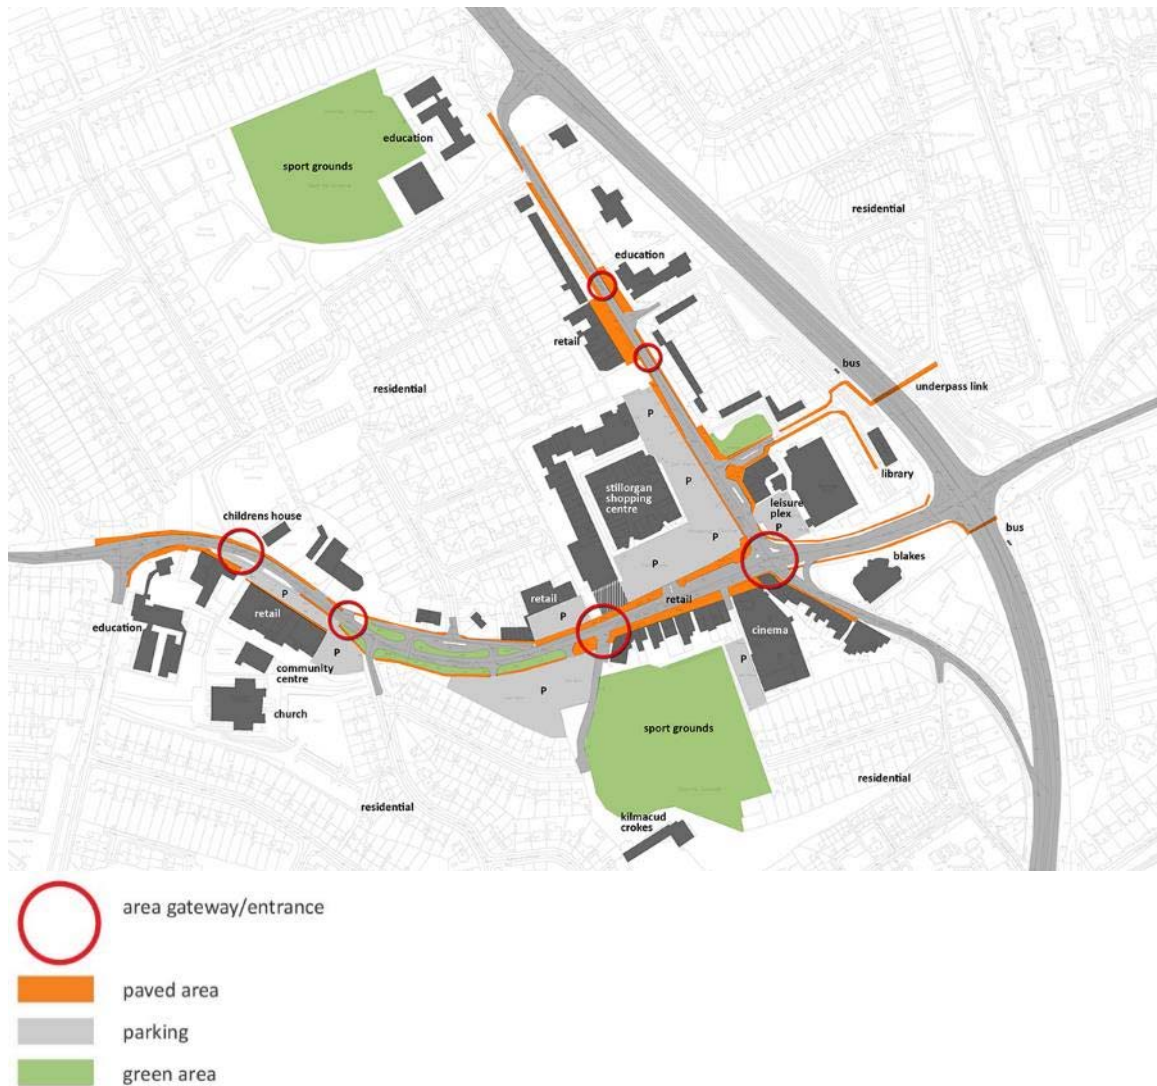 education
sport grounds
residential
education
retail
bus
residential
underpass link
P
P
stillorgan
shopping
centre
library
leisure
plex
P
childrens house
bus
P
blakes
P
retail
retail
P
retail
education
cinema
P
community
centre
P
P
church
sport grounds
residential
residential
kilmacud
crokes
area gateway/entrance
paved area
parking
green area